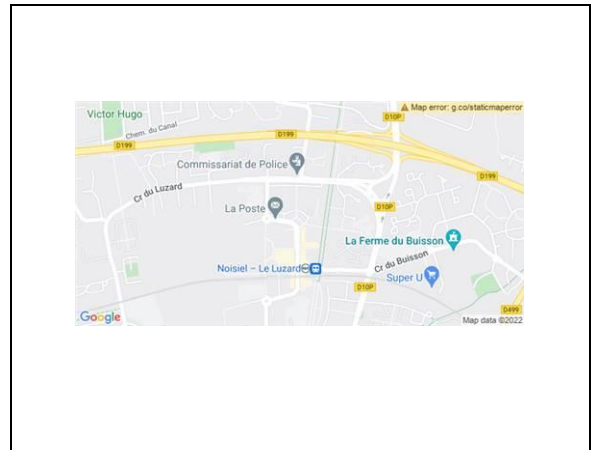 Map error: g.co/staticmaperror
Victor Hugo
D10P
Chem. du Canal
D199
D199
Commissariat de Police
D199
Cr du Luzard
La Poste
D10P
La Ferme du Buisson
Noisiel – Le Luzard
Cr du Buisson
Super U
D10P
D499
Google
Map data ©2022